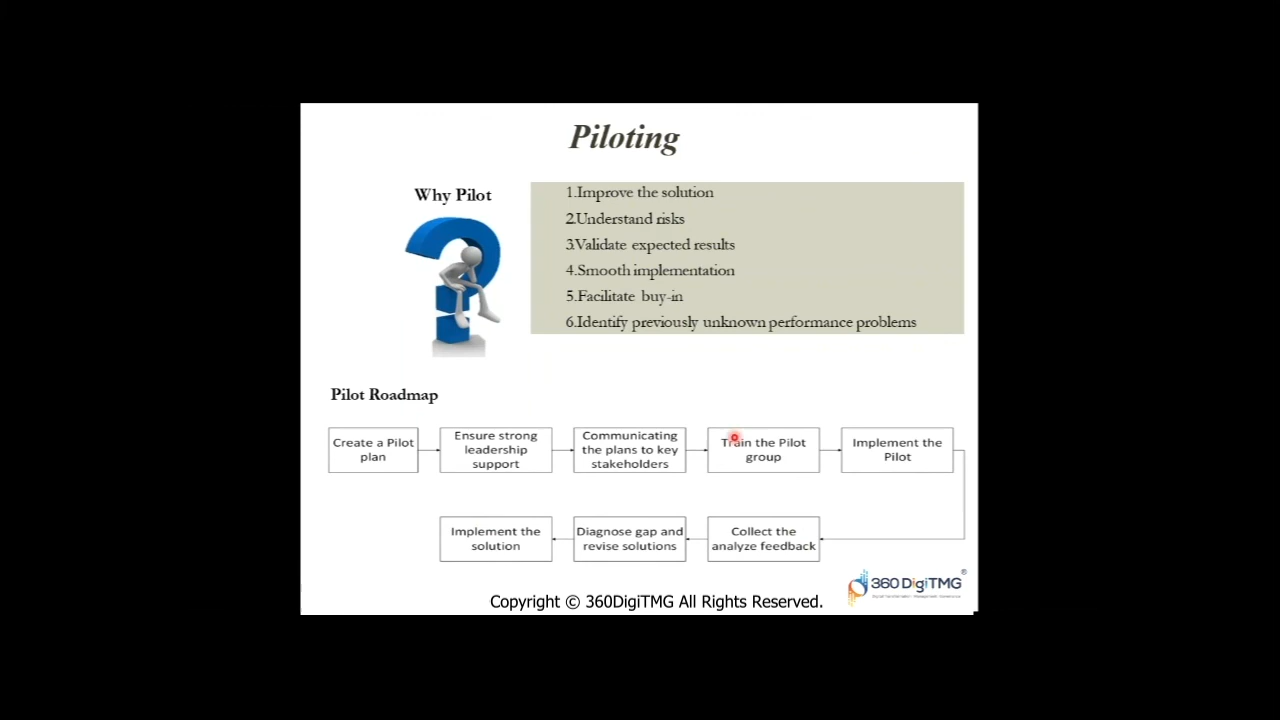 Piloting
Why Pilot
1.Improve the solution
2.Understand risks
3.Validate expected results
4.Smooth implementation
5.Facilitate buy-in
6.Identify previously unknown performance problems
Pilot Roadmap
Create a Pilot
plan
Ensure strong
leadership
support
Communicating
the plans to key
stakeholders
Train the Pilot
group
Implement the
Pilot
Collect the
analyze feedback
Diagnose gap and
revise solutions
Implement the
solution
360 DigiTMG®
Copyright © 360DigiTMG All Rights Reserved.